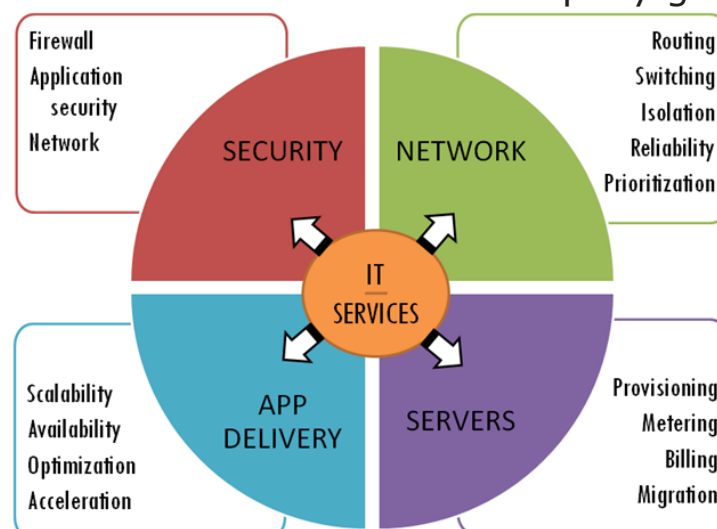 Firewall
Application
security
Network
Routing
Switching
Isolation
Reliability
Prioritization
SECURITY
NETWORK
IT
SERVICES
APP
DELIVERY
SERVERS
Scalability
Availability
Optimization
Acceleration
Provisioning
Metering
Billing
Migration